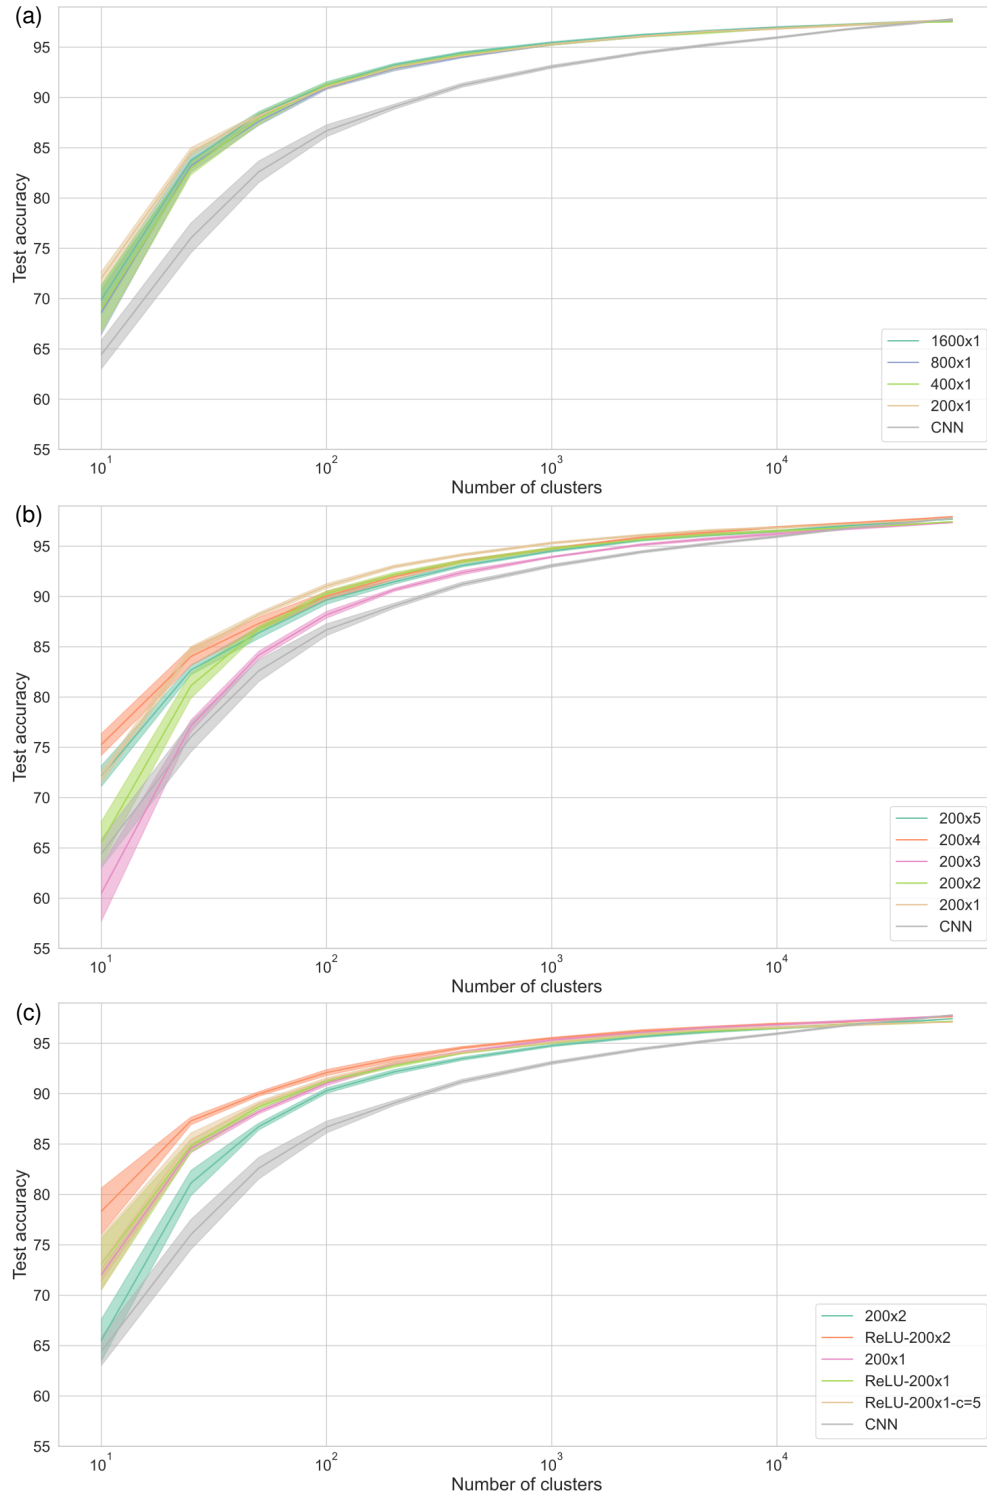 (a)
95
90
85
80
75
70
65
60
55
Test accuracy
1600x1
800x1
400x1
200x1
CNN
10^1 10^2 10^3 10^4
Number of clusters
(b)
95
90
85
80
75
70
65
60
55
Test accuracy
200x5
200x4
200x3
200x2
200x1
CNN
10^1 10^2 10^3 10^4
Number of clusters
(c)
95
90
85
80
75
70
65
60
55
Test accuracy
200x2
ReLU-200x2
200x1
ReLU-200x1
ReLU-200x1-c=5
CNN
10^1 10^2 10^3 10^4
Number of clusters